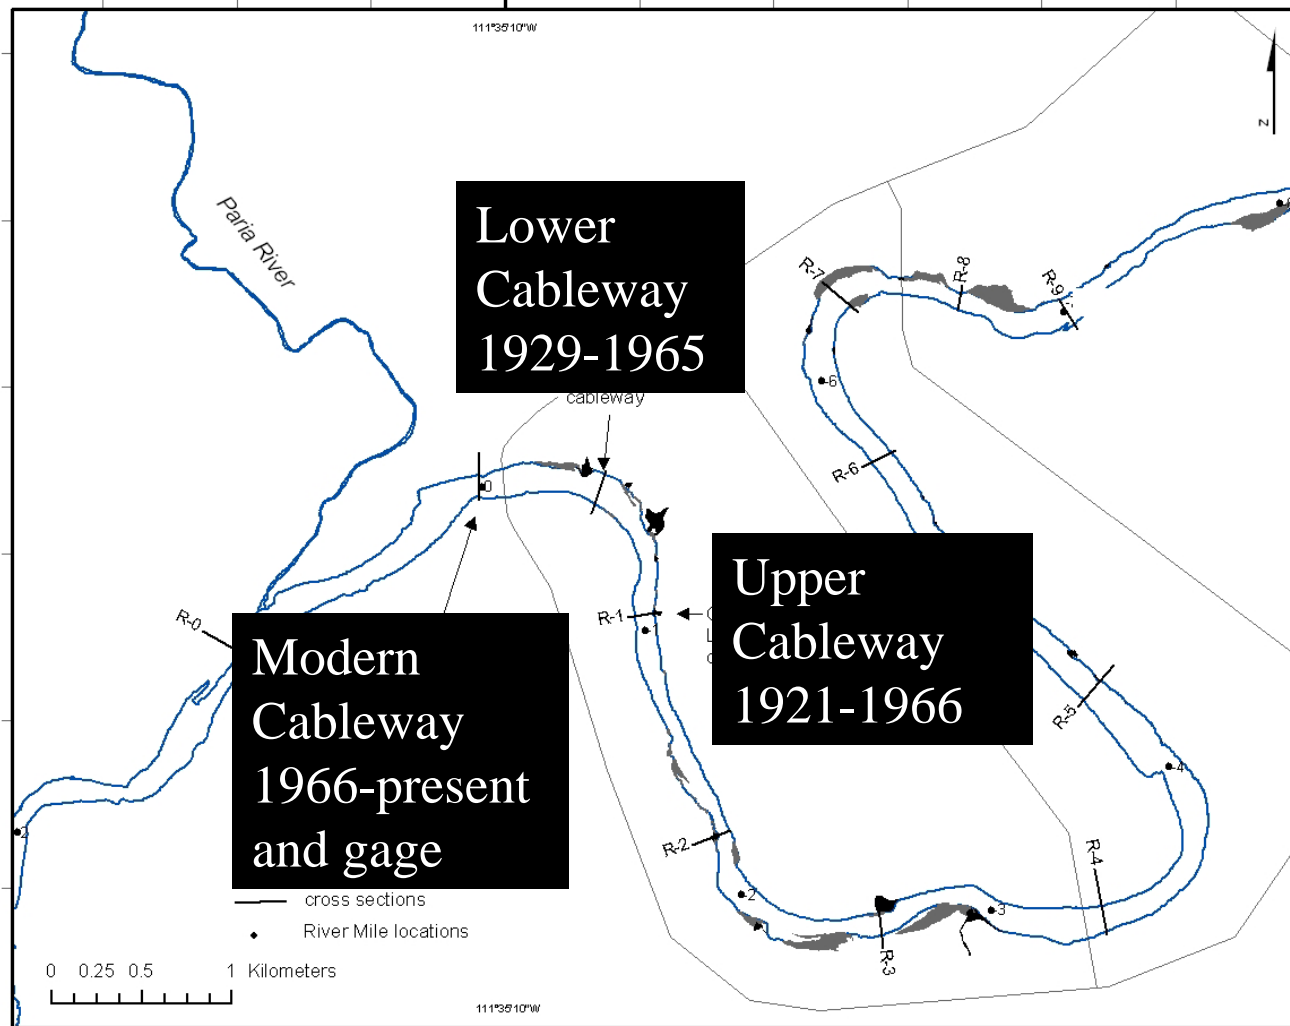 111°35'10"W
N
Paria River
Lower
Cableway
1929-1965
cableway
R-7
R-8
R-9
-6
R-6
0
R-0
R-1
1
Upper
Cableway
1921-1966
Modern
Cableway
1966-present
and gage
R-5
-4
R-4
R-2
-2
-3
R-3
2
cross sections
River Mile locations
0 0.25 0.5 1 Kilometers
111°35'10"W